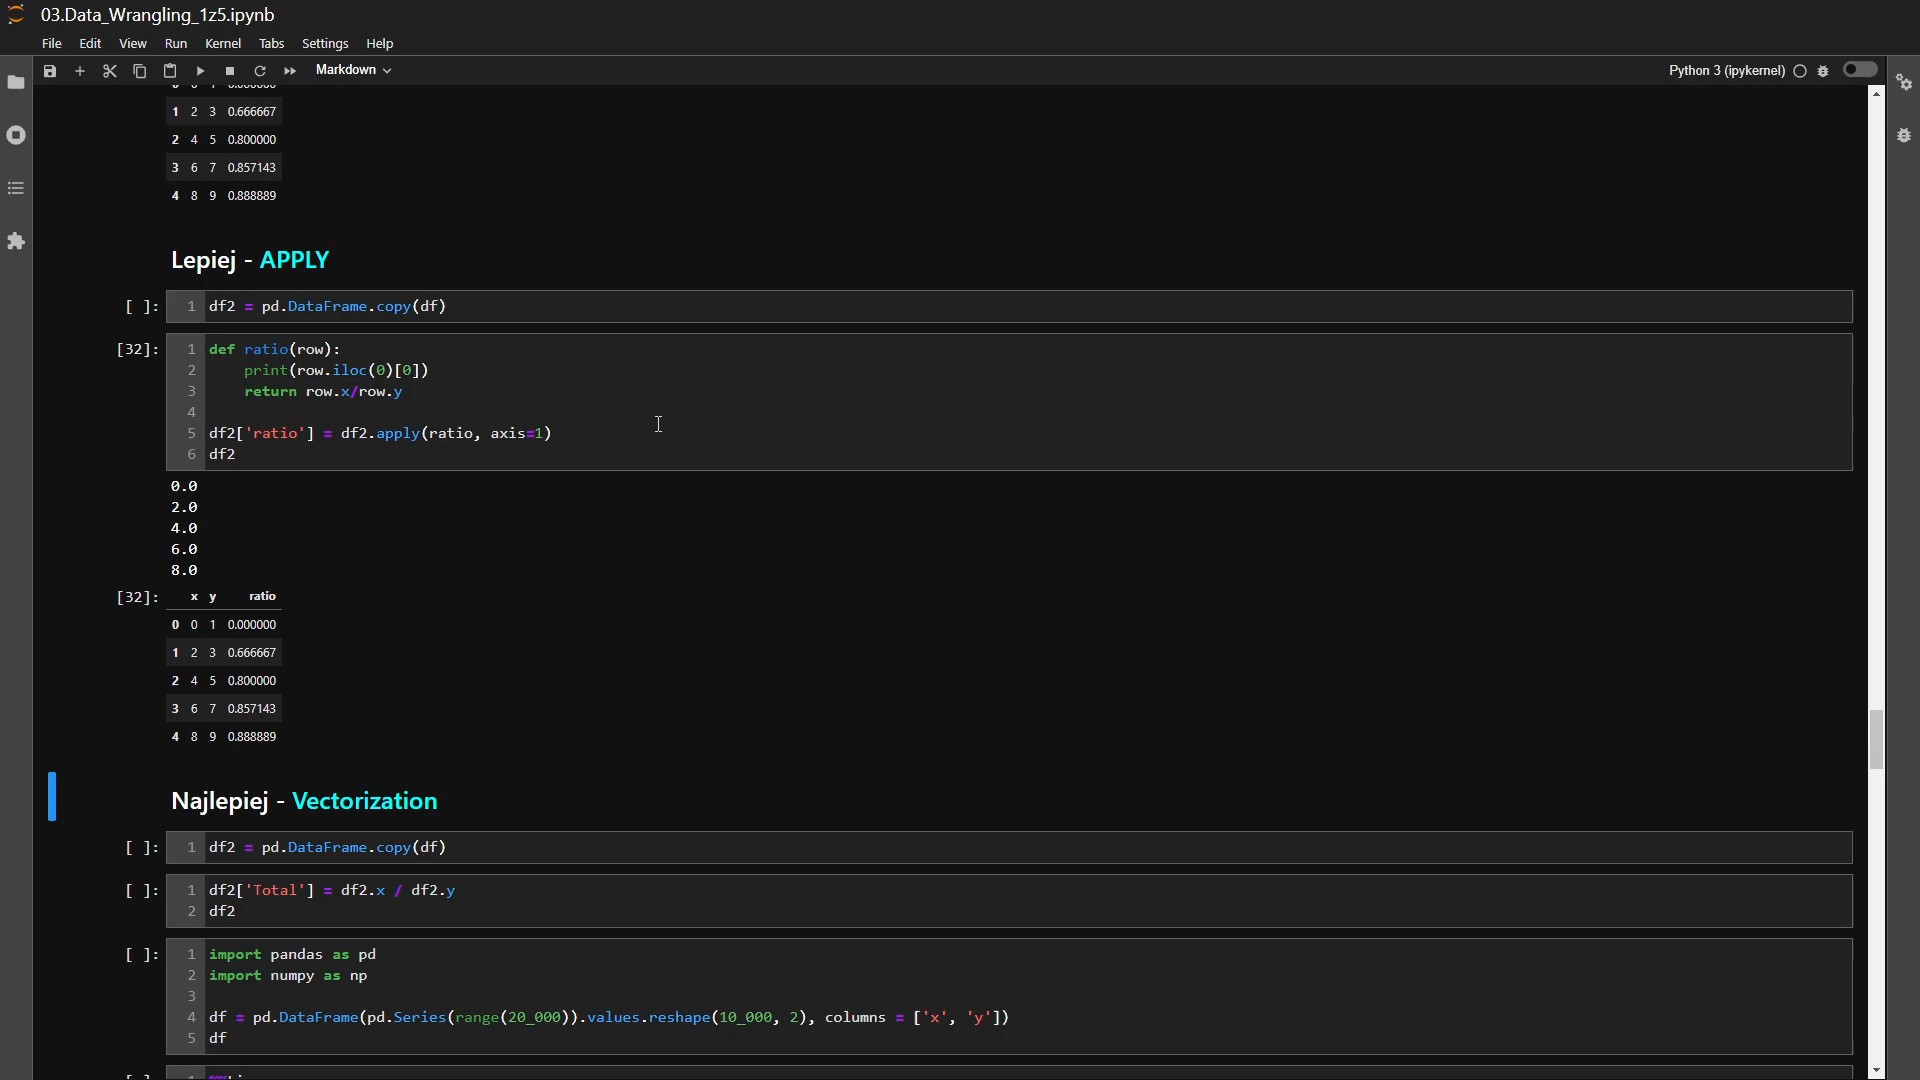 03.Data_Wrangling_1z5.ipynb
File Edit View Run Kernel Tabs Settings Help
Markdown
Python 3 (ipykernel)
1 2 3 0.666667
2 4 5 0.800000
3 6 7 0.857143
4 8 9 0.888889
Lepiej - APPLY
[ ]: 1 df2 = pd.DataFrame.copy(df)
[32]: 1 def ratio(row):
2 print(row.iloc(0)[0])
3 return row.x/row.y
4
5 df2['ratio'] = df2.apply(ratio, axis=1)
6 df2
0.0
2.0
4.0
6.0
8.0
[32]: x y ratio
0 0 1 0.000000
1 2 3 0.666667
2 4 5 0.800000
3 6 7 0.857143
4 8 9 0.888889
Najlepiej - Vectorization
[ ]: 1 df2 = pd.DataFrame.copy(df)
[ ]: 1 df2['Total'] = df2.x / df2.y
2 df2
[ ]: 1 import pandas as pd
2 import numpy as np
3
4 df = pd.DataFrame(pd.Series(range(20_000)).values.reshape(10_000, 2), columns = ['x', 'y'])
5 df